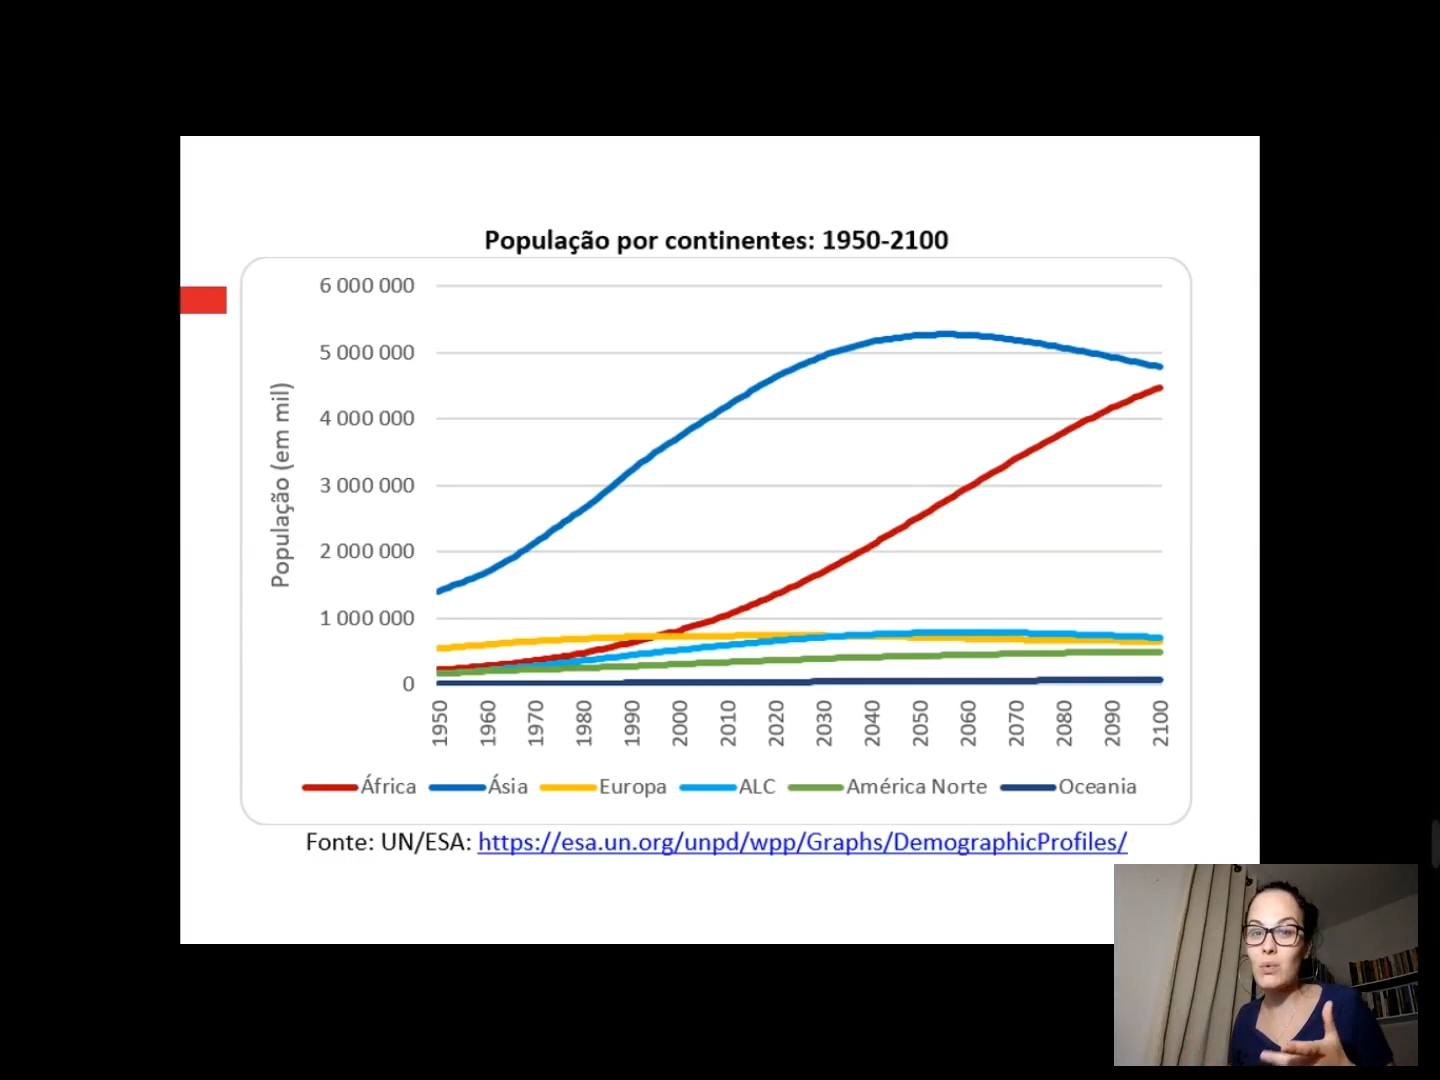 População por continentes: 1950-2100
6 000 000
5 000 000
4 000 000
3 000 000
2 000 000
1 000 000
0
População (em mil)
1950 1960 1970 1980 1990 2000 2010 2020 2030 2040 2050 2060 2070 2080 2090 2100
África Ásia Europa ALC América Norte Oceania
Fonte: UN/ESA: https://esa.un.org/unpd/wpp/Graphs/DemographicProfiles/